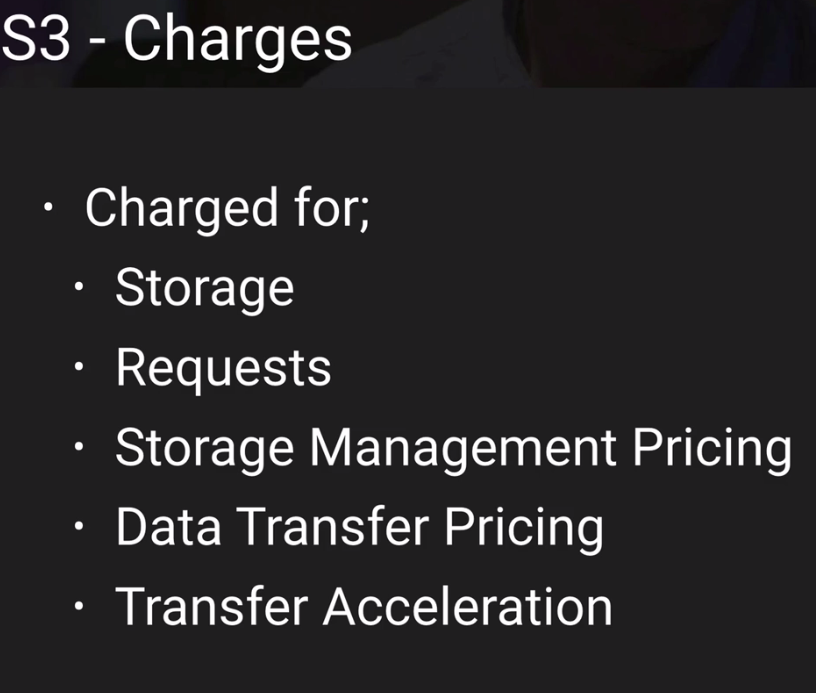 S3 - Charges
• Charged for;
• Storage
• Requests
• Storage Management Pricing
• Data Transfer Pricing
• Transfer Acceleration